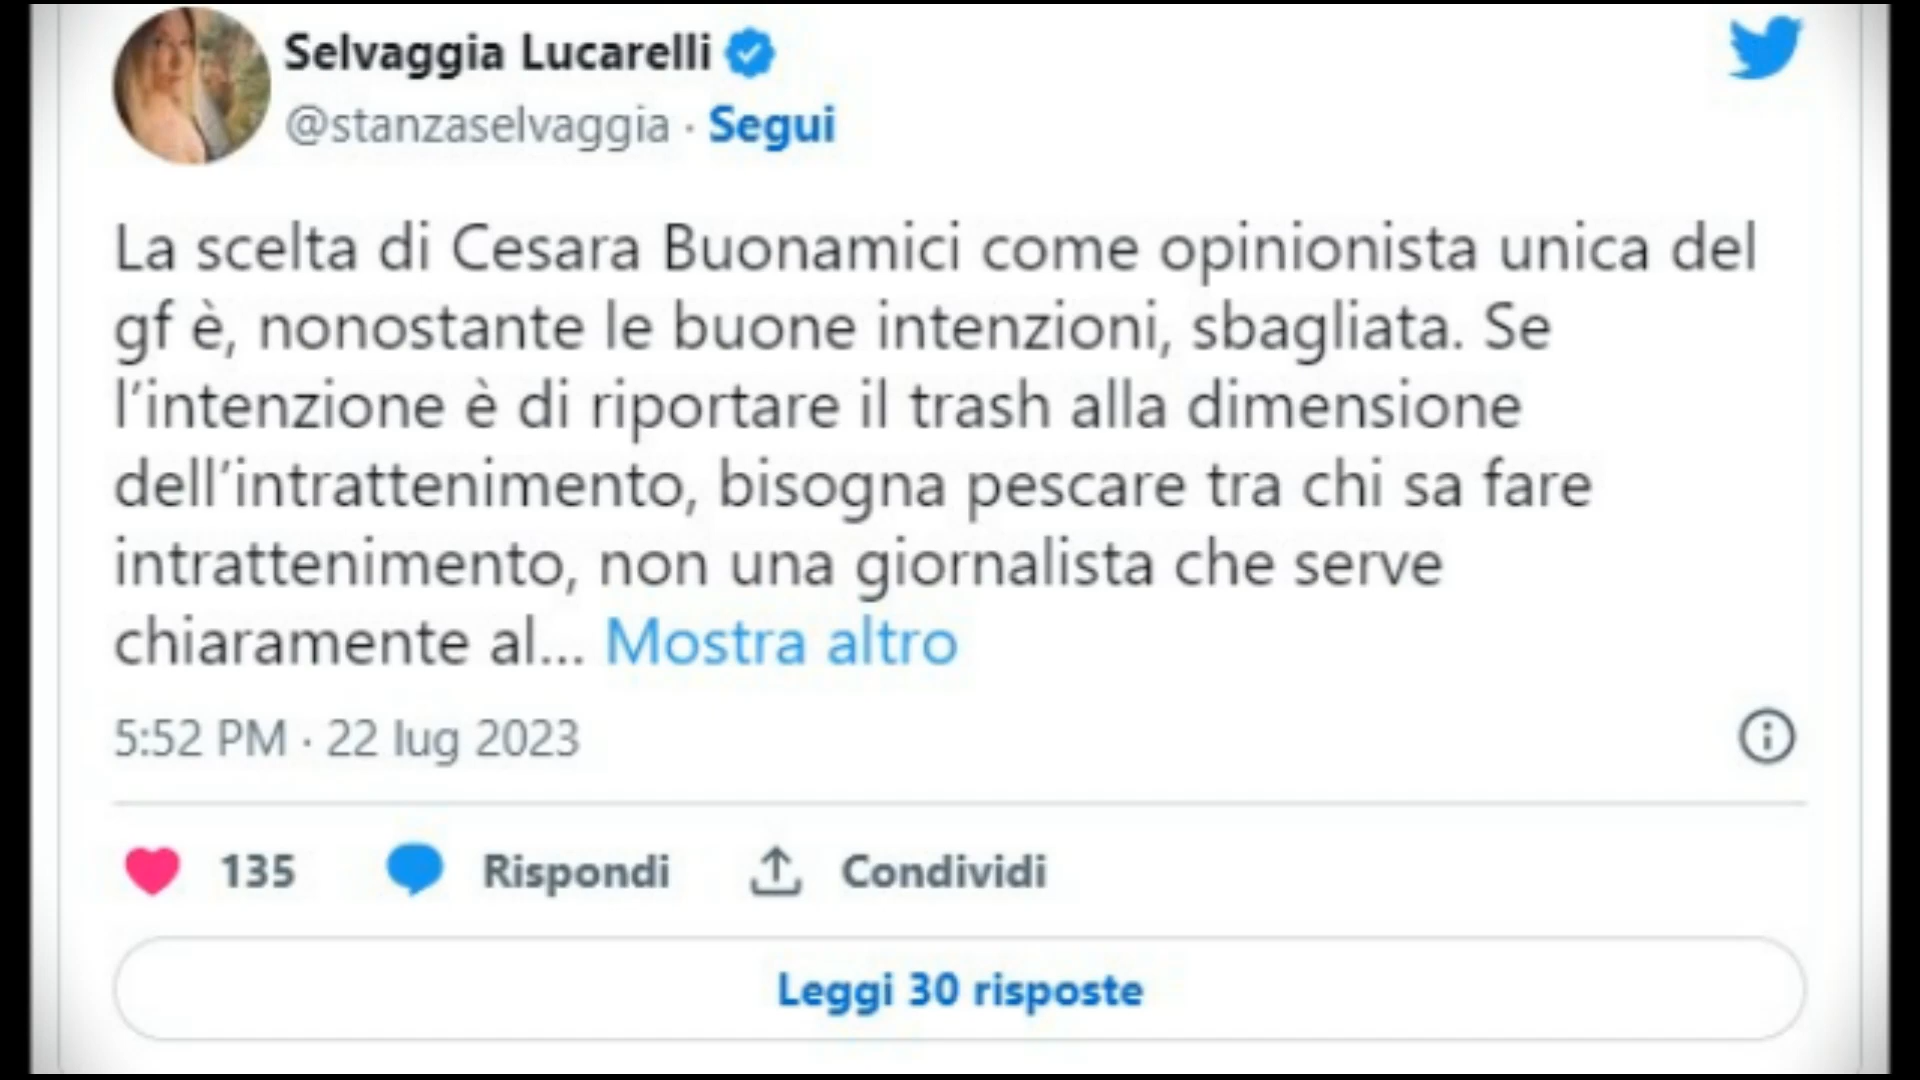 Selvaggia Lucarelli
@stanzaselvaggia · Segui
La scelta di Cesara Buonamici come opinionista unica del
gf è, nonostante le buone intenzioni, sbagliata. Se
l’intenzione è di riportare il trash alla dimensione
dell’intrattenimento, bisogna pescare tra chi sa fare
intrattenimento, non una giornalista che serve
chiaramente al... Mostra altro
5:52 PM · 22 lug 2023
135 Rispondi Condividi
Leggi 30 risposte